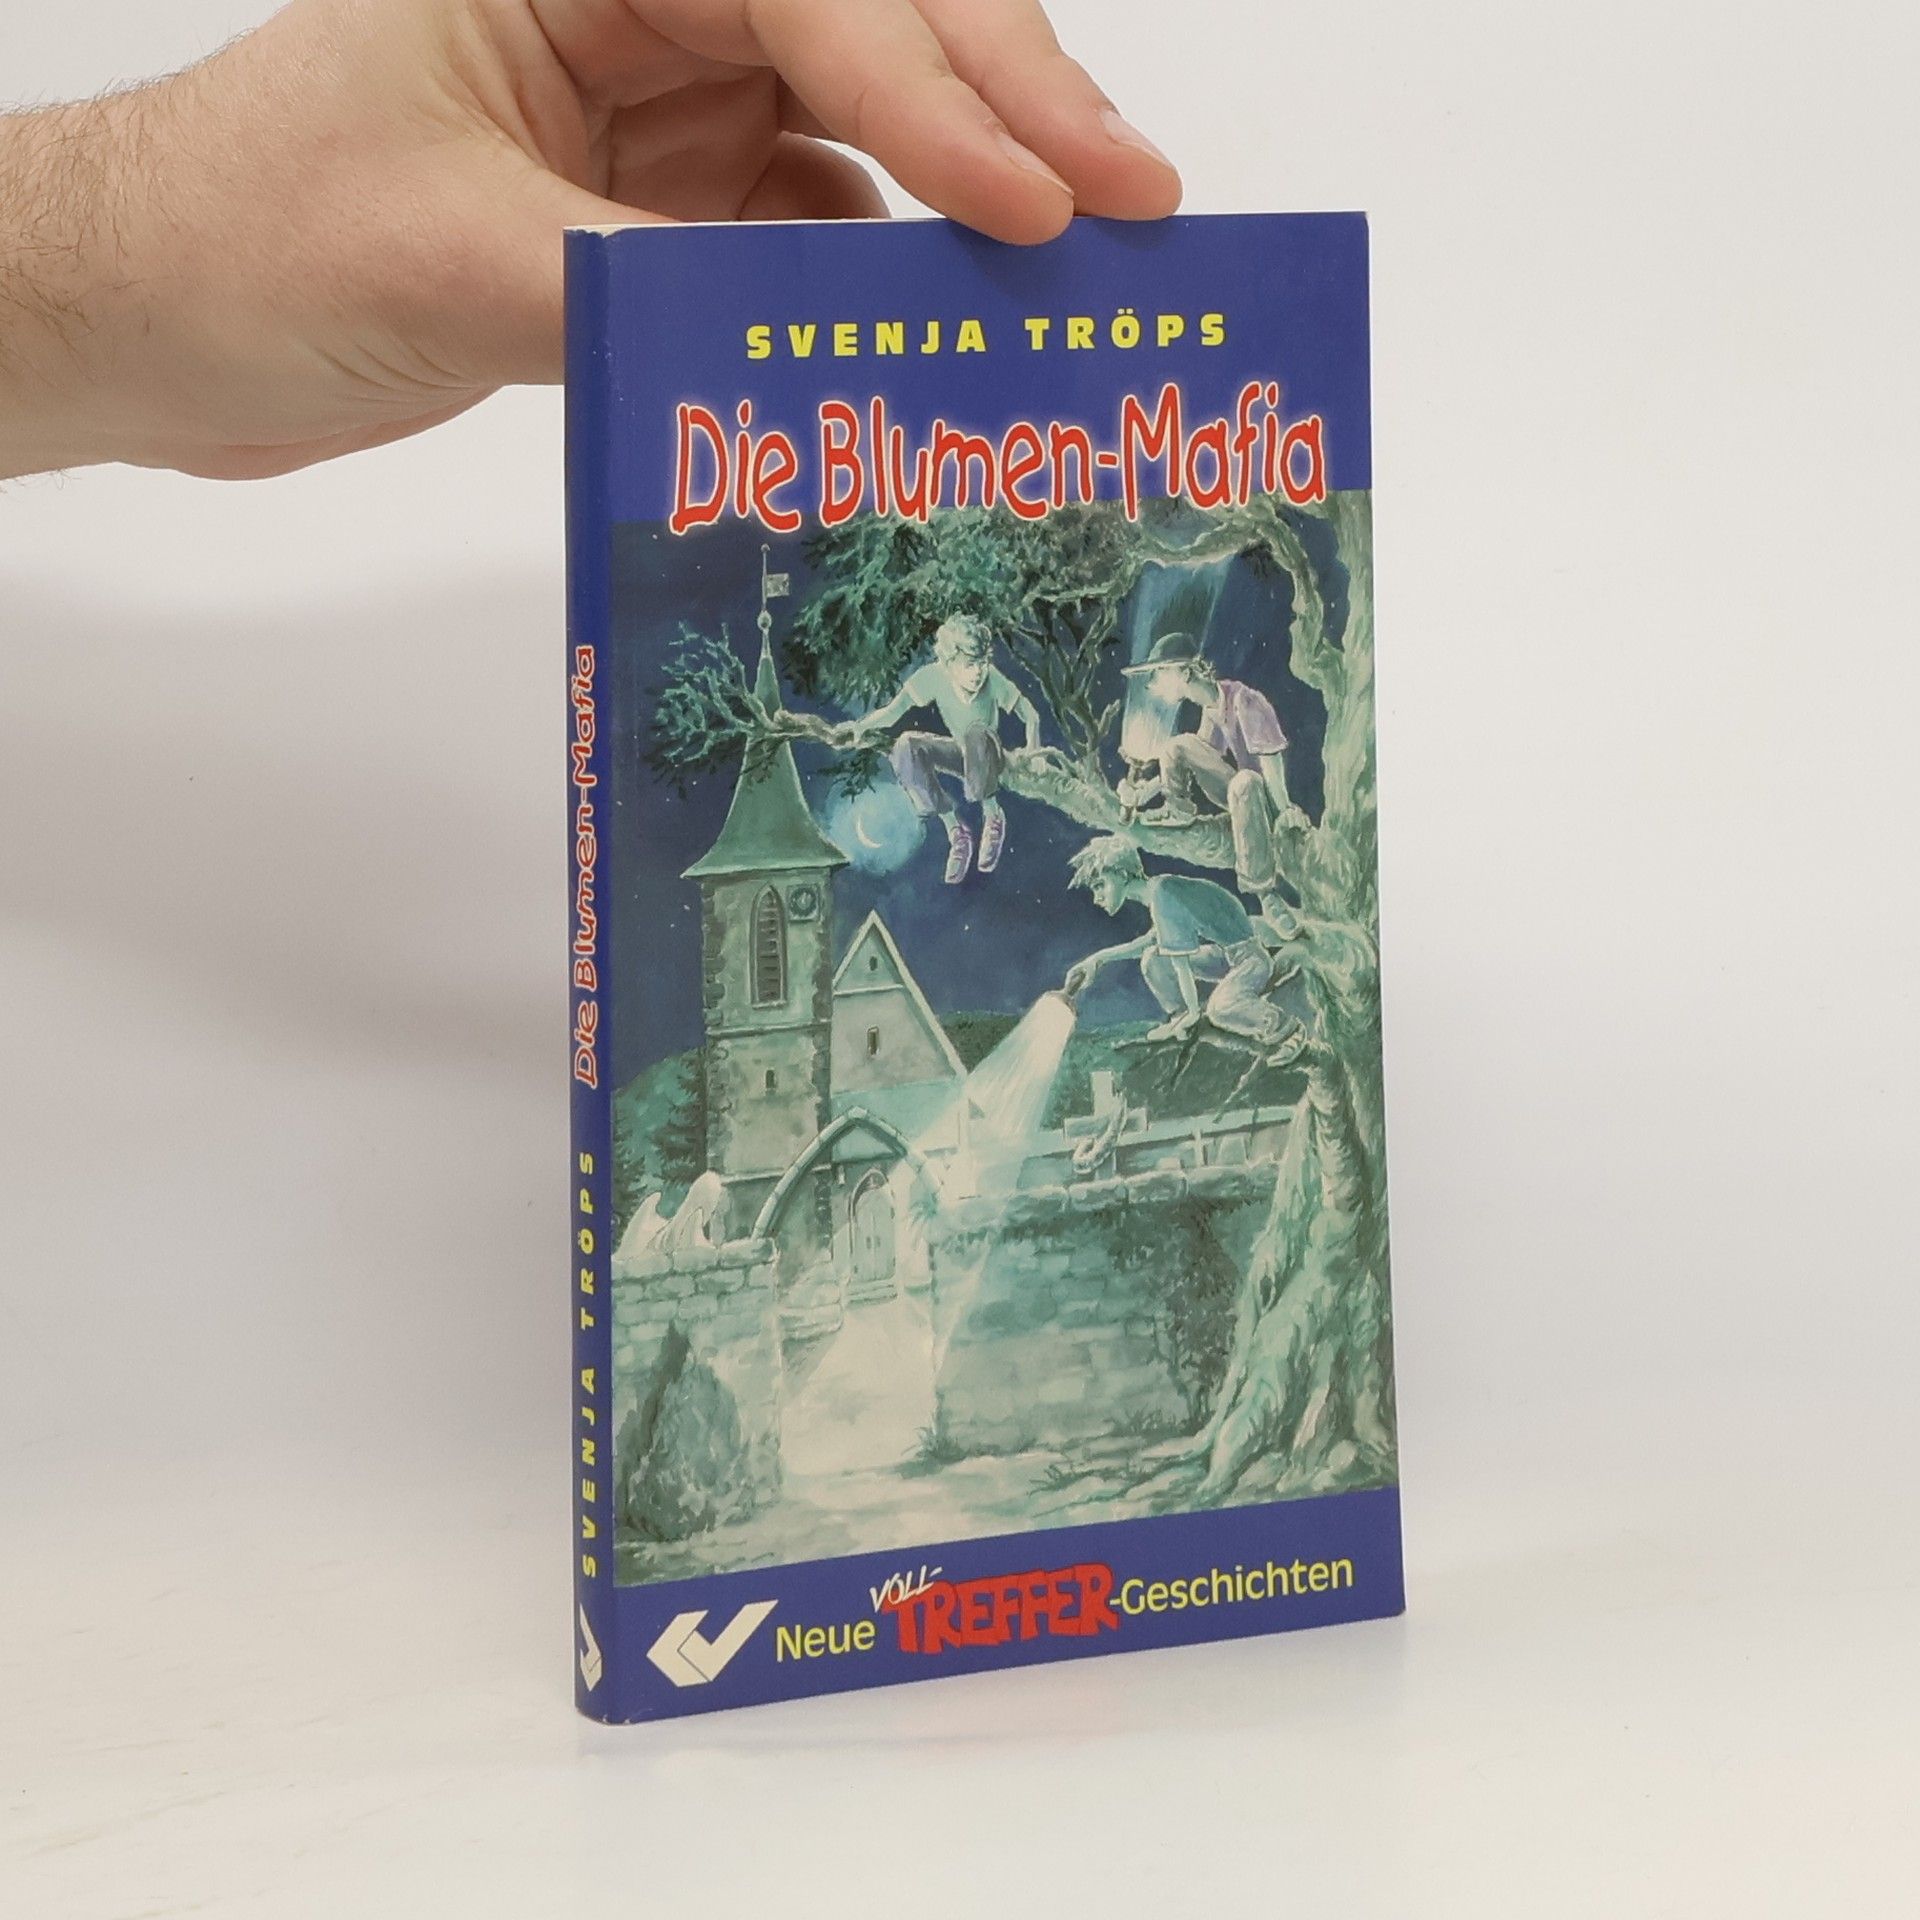 SVENJA TRÖPS
Die Blumen-Mafia
Neue VOLL-TREFFER-Geschichten
SVENJA TRÖPS Die Blumen-Mafia